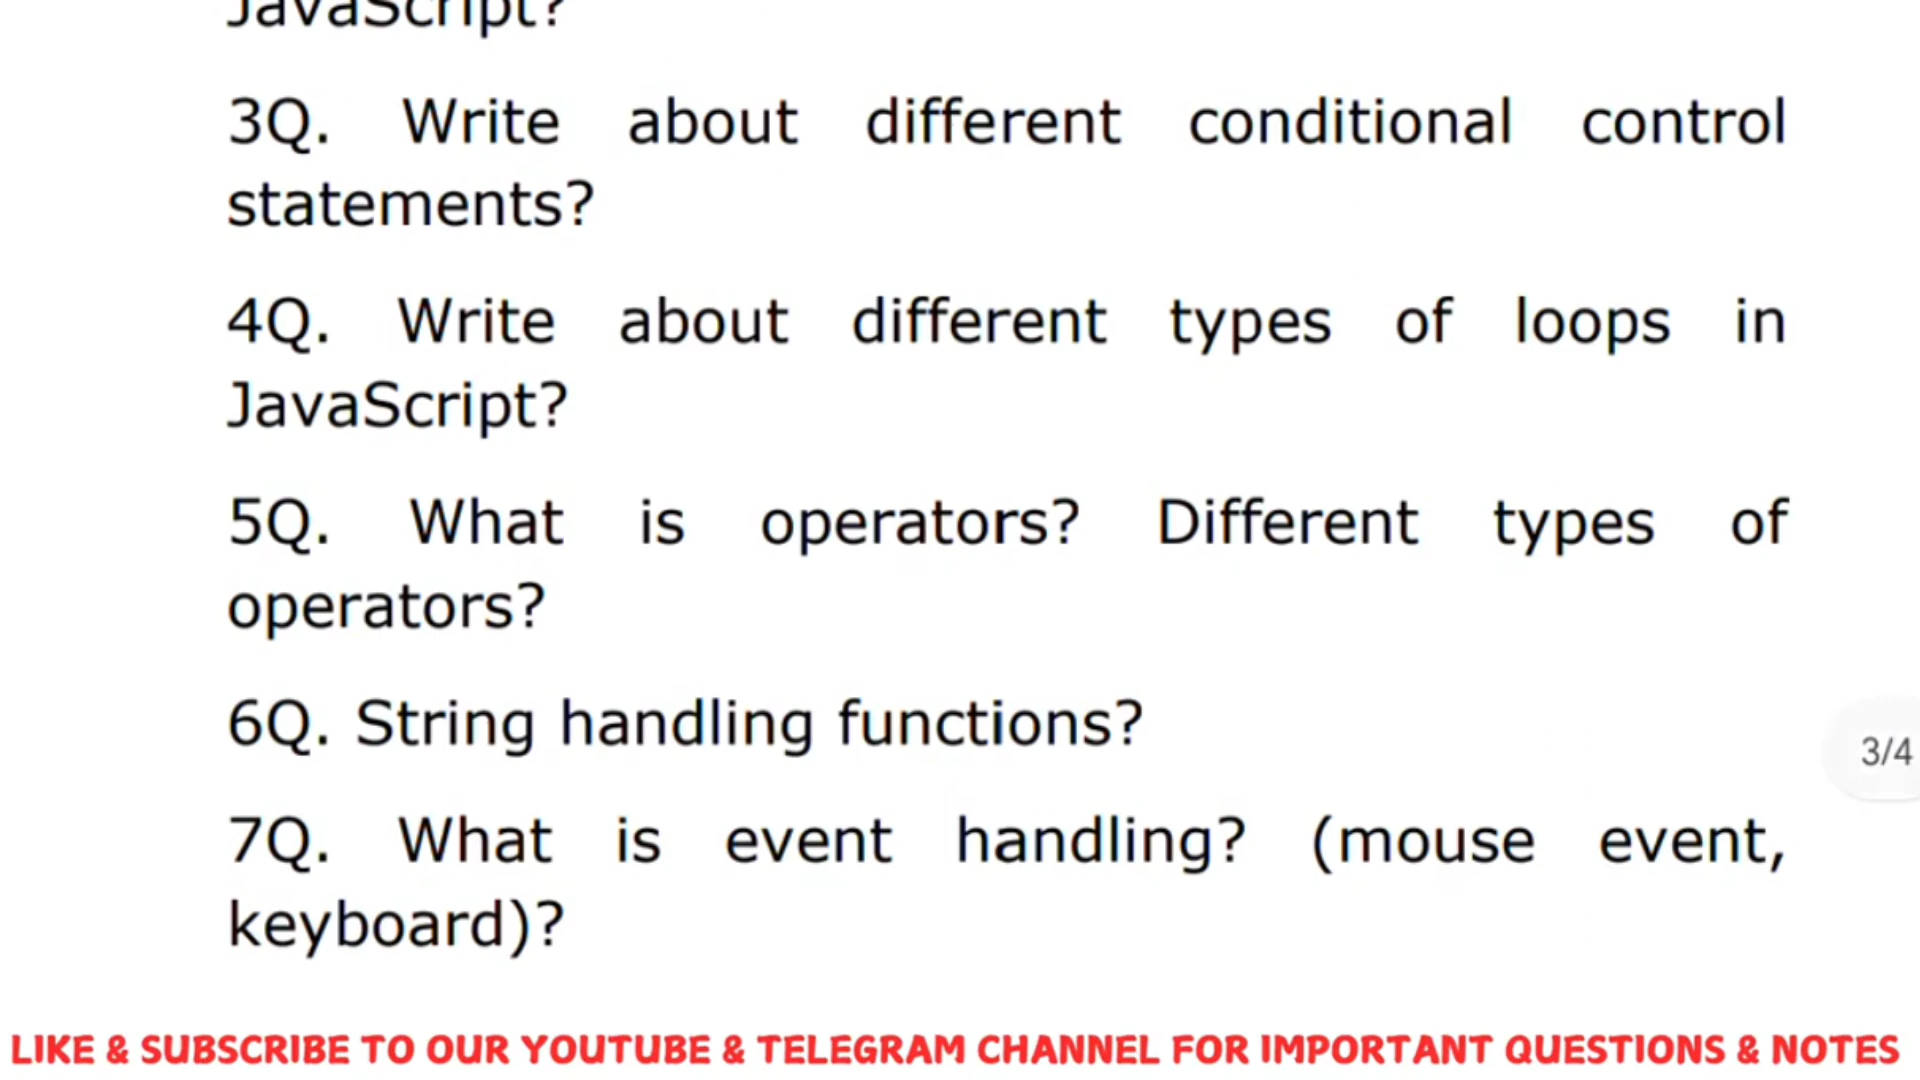 JavaScript?
3Q. Write about different conditional control
statements?
4Q. Write about different types of loops in
JavaScript?
5Q. What is operators? Different types of
operators?
6Q. String handling functions?
3/4
7Q. What is event handling? (mouse event,
keyboard)?
LIKE & SUBSCRIBE TO OUR YOUTUBE & TELEGRAM CHANNEL FOR IMPORTANT QUESTIONS & NOTES